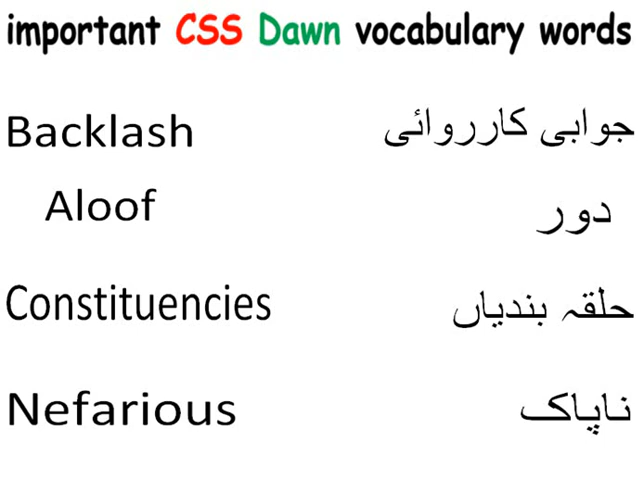 important CSS Dawn vocabulary words
Backlash جوابی کارروائی
Aloof دور
Constituencies حلقہ بندیاں
Nefarious ناپاک